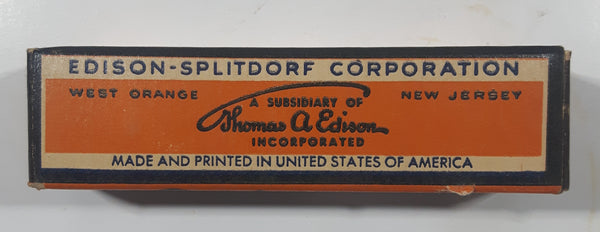 EDISON-SPLITDORF CORPORATION
WEST ORANGE
NEW JERSEY
A SUBSIDIARY OF
Thomas A Edison
INCORPORATED
MADE AND PRINTED IN UNITED STATES OF AMERICA